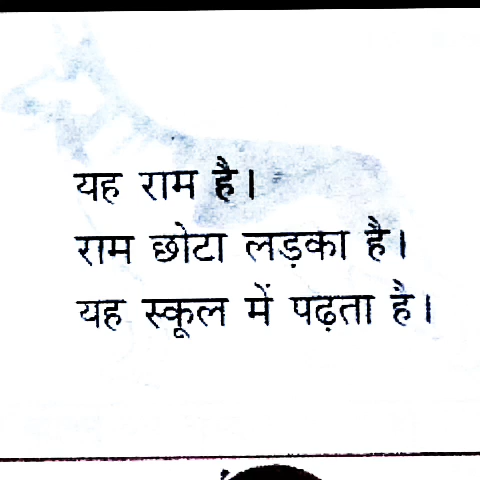 यह राम है।
राम छोटा लड़का है।
यह स्कूल में पढ़ता है।